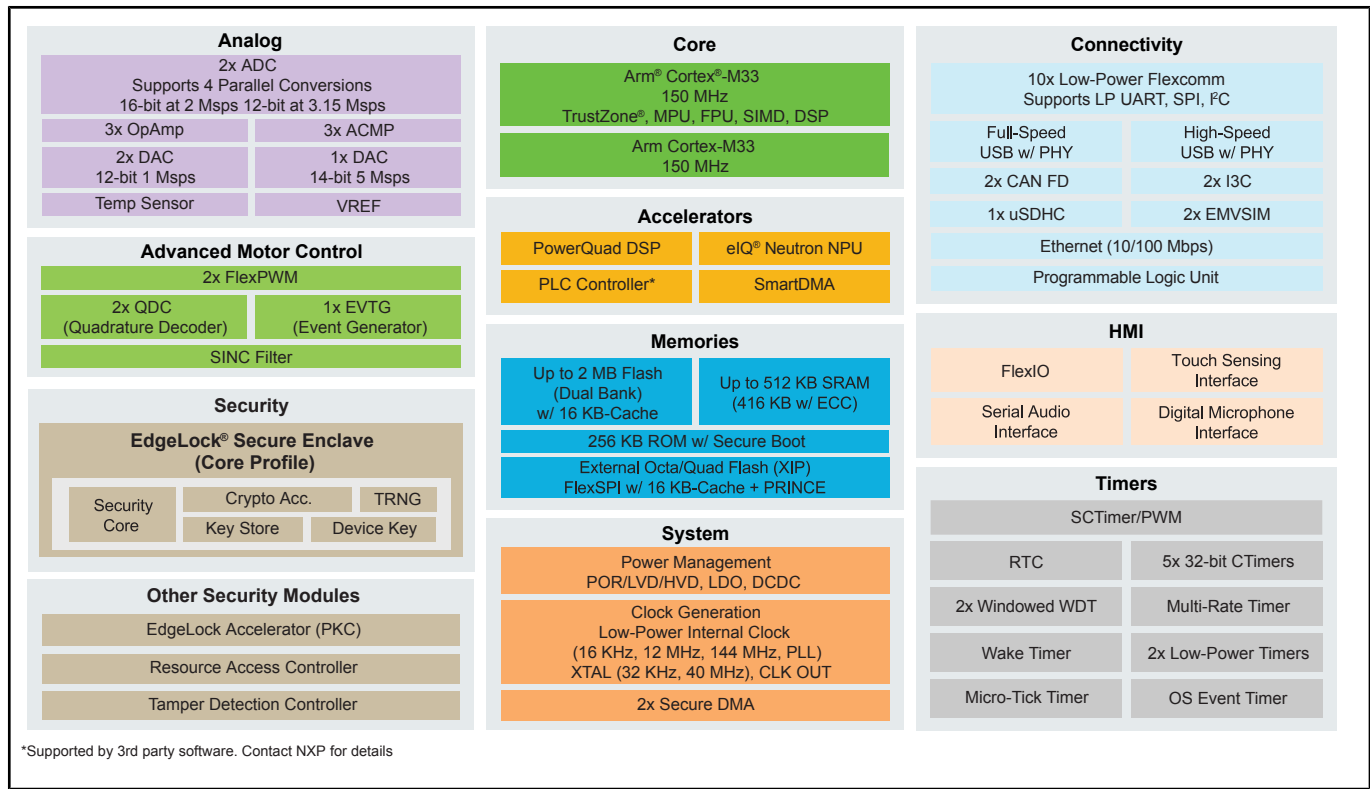 Analog
2x ADC
Supports 4 Parallel Conversions
16-bit at 2 Msps 12-bit at 3.15 Msps
3x OpAmp
3x ACMP
2x DAC
12-bit 1 Msps
1x DAC
14-bit 5 Msps
Temp Sensor
VREF
Advanced Motor Control
2x FlexPWM
2x QDC
(Quadrature Decoder)
1x EVTG
(Event Generator)
SINC Filter
Security
EdgeLock® Secure Enclave
(Core Profile)
Security
Core
Crypto Acc.
TRNG
Key Store
Device Key
Other Security Modules
EdgeLock Accelerator (PKC)
Resource Access Controller
Tamper Detection Controller
Core
Arm® Cortex®-M33
150 MHz
TrustZone®, MPU, FPU, SIMD, DSP
Arm Cortex-M33
150 MHz
Accelerators
PowerQuad DSP
eIQ® Neutron NPU
PLC Controller*
SmartDMA
Memories
Up to 2 MB Flash
(Dual Bank)
w/ 16 KB-Cache
Up to 512 KB SRAM
(416 KB w/ ECC)
256 KB ROM w/ Secure Boot
External Octa/Quad Flash (XIP)
FlexSPI w/ 16 KB-Cache + PRINCE
System
Power Management
POR/LVD/HVD, LDO, DCDC
Clock Generation
Low-Power Internal Clock
(16 KHz, 12 MHz, 144 MHz, PLL)
XTAL (32 KHz, 40 MHz), CLK OUT
2x Secure DMA
Connectivity
10x Low-Power Flexcomm
Supports LP UART, SPI, I²C
Full-Speed
USB w/ PHY
High-Speed
USB w/ PHY
2x CAN FD
2x I3C
1x uSDHC
2x EMVSIM
Ethernet (10/100 Mbps)
Programmable Logic Unit
HMI
FlexIO
Touch Sensing
Interface
Serial Audio
Interface
Digital Microphone
Interface
Timers
SCTimer/PWM
RTC
5x 32-bit CTimers
2x Windowed WDT
Multi-Rate Timer
Wake Timer
2x Low-Power Timers
Micro-Tick Timer
OS Event Timer
*Supported by 3rd party software. Contact NXP for details